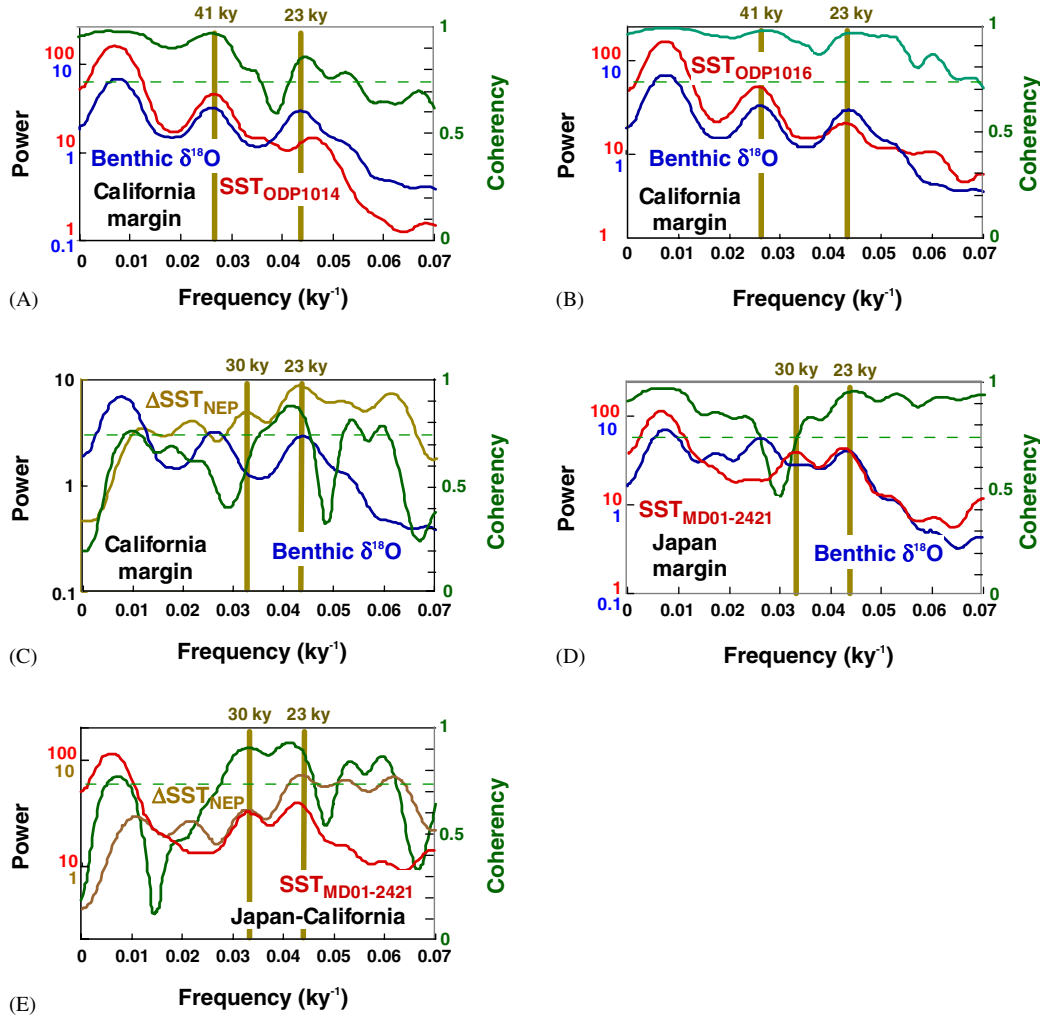 41 ky 23 ky
100
10
10
1
1
0.1
Power
1
0.5
0
Coherency
Benthic δ18O
California
margin
SST_ODP1014
0 0.01 0.02 0.03 0.04 0.05 0.06 0.07
(A) Frequency (ky-1)
41 ky 23 ky
100
10
10
1
1
Power
1
0.5
0
Coherency
SST_ODP1016
Benthic δ18O
California
margin
0 0.01 0.02 0.03 0.04 0.05 0.06 0.07
(B) Frequency (ky-1)
30 ky 23 ky
10
1
0.1
Power
1
0.5
0
Coherency
ΔSST_NEP
California
margin
Benthic δ18O
0 0.01 0.02 0.03 0.04 0.05 0.06 0.07
(C) Frequency (ky-1)
30 ky 23 ky
100
10
10
1
1
0.1
Power
1
0.5
0
Coherency
SST_MD01-2421
Japan
margin
Benthic δ18O
0 0.01 0.02 0.03 0.04 0.05 0.06 0.07
(D) Frequency (ky-1)
30 ky 23 ky
100
10
10
1
Power
1
0.5
0
Coherency
ΔSST_NEP
SST_MD01-2421
Japan-California
0 0.01 0.02 0.03 0.04 0.05 0.06 0.07
(E) Frequency (ky-1)